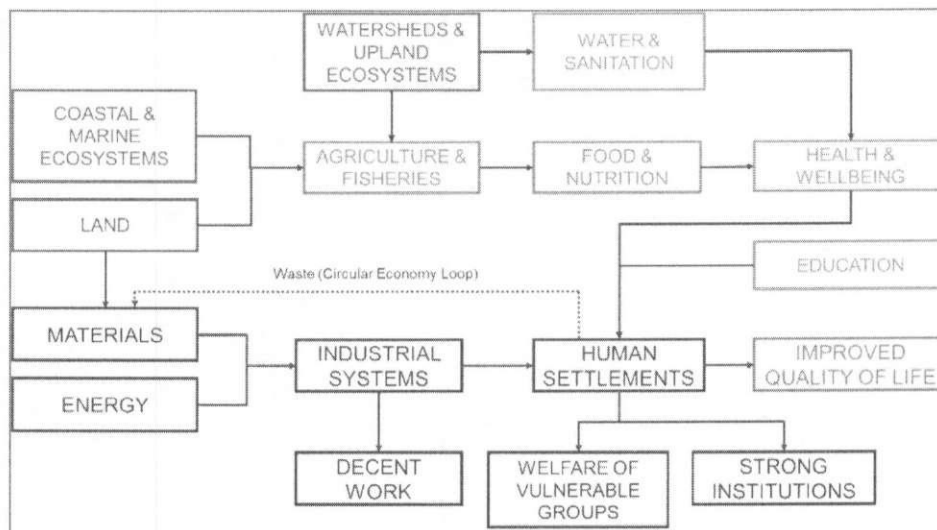 WATERSHEDS &
UPLAND
ECOSYSTEMS
WATER &
SANITATION
COASTAL &
MARINE
ECOSYSTEMS
AGRICULTURE &
FISHERIES
FOOD &
NUTRITION
HEALTH &
WELLBEING
LAND
EDUCATION
Waste (Circular Economy Loop)
MATERIALS
INDUSTRIAL
SYSTEMS
HUMAN
SETTLEMENTS
IMPROVED
QUALITY OF LIFE
ENERGY
DECENT
WORK
WELFARE OF
VULNERABLE
GROUPS
STRONG
INSTITUTIONS